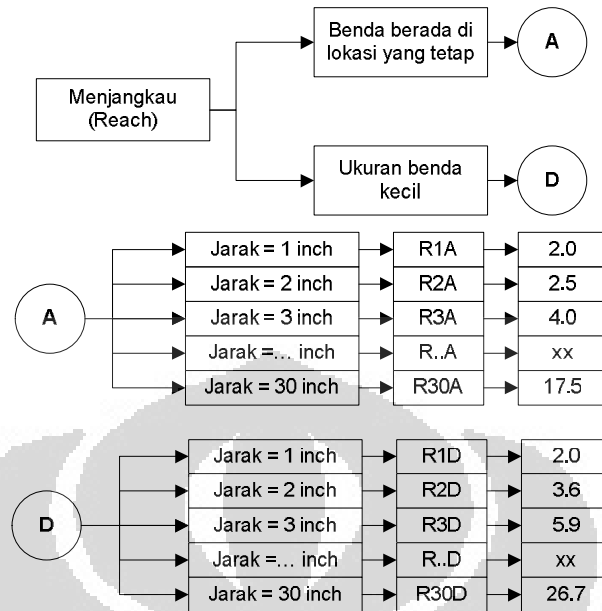 Benda berada di
lokasi yang tetap
A
Menjangkau
(Reach)
Ukuran benda
kecil
D
A
Jarak = 1 inch R1A 2.0
Jarak = 2 inch R2A 2.5
Jarak = 3 inch R3A 4.0
Jarak =... inch R..A xx
Jarak = 30 inch R30A 17.5
D
Jarak = 1 inch R1D 2.0
Jarak = 2 inch R2D 3.6
Jarak = 3 inch R3D 5.9
Jarak =... inch R..D xx
Jarak = 30 inch R30D 26.7